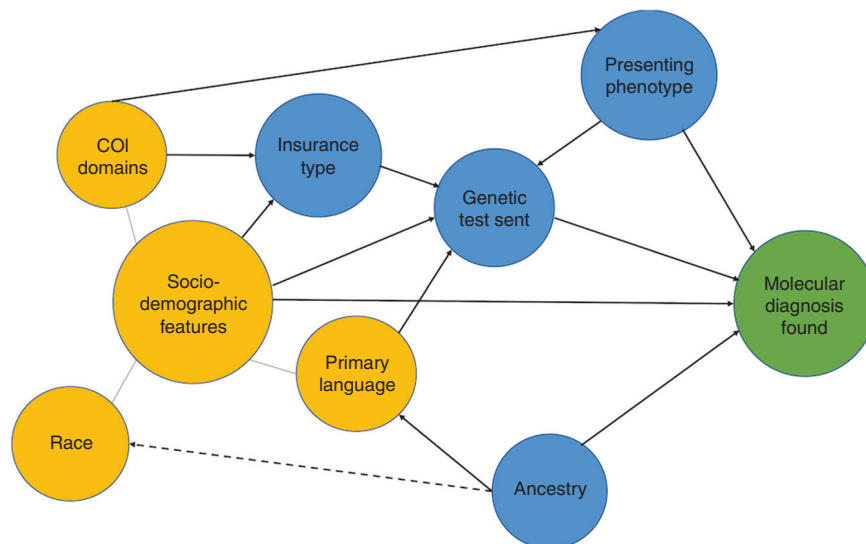 Presenting
phenotype
COI
domains
Insurance
type
Genetic
test sent
Socio-
demographic
features
Molecular
diagnosis
found
Primary
language
Race
Ancestry